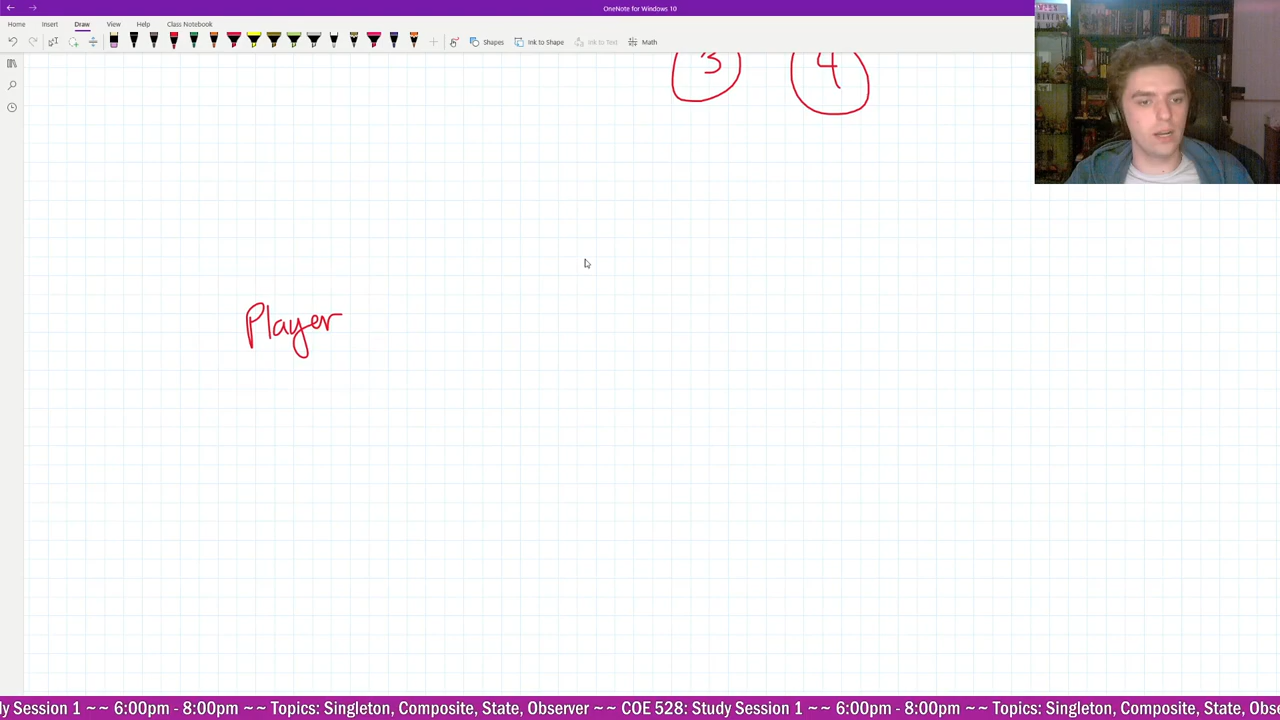 OneNote for Windows 10
Home Insert Draw View Help Class Notebook
Shapes Ink to Shape Ink to Text Math
3 4
Player
dy Session 1 ~~ 6:00pm - 8:00pm ~~ Topics: Singleton, Composite, State, Observer ~~ COE 528: Study Session 1 ~~ 6:00pm - 8:00pm ~~ Topics: Singleton, Composite, State, Obse